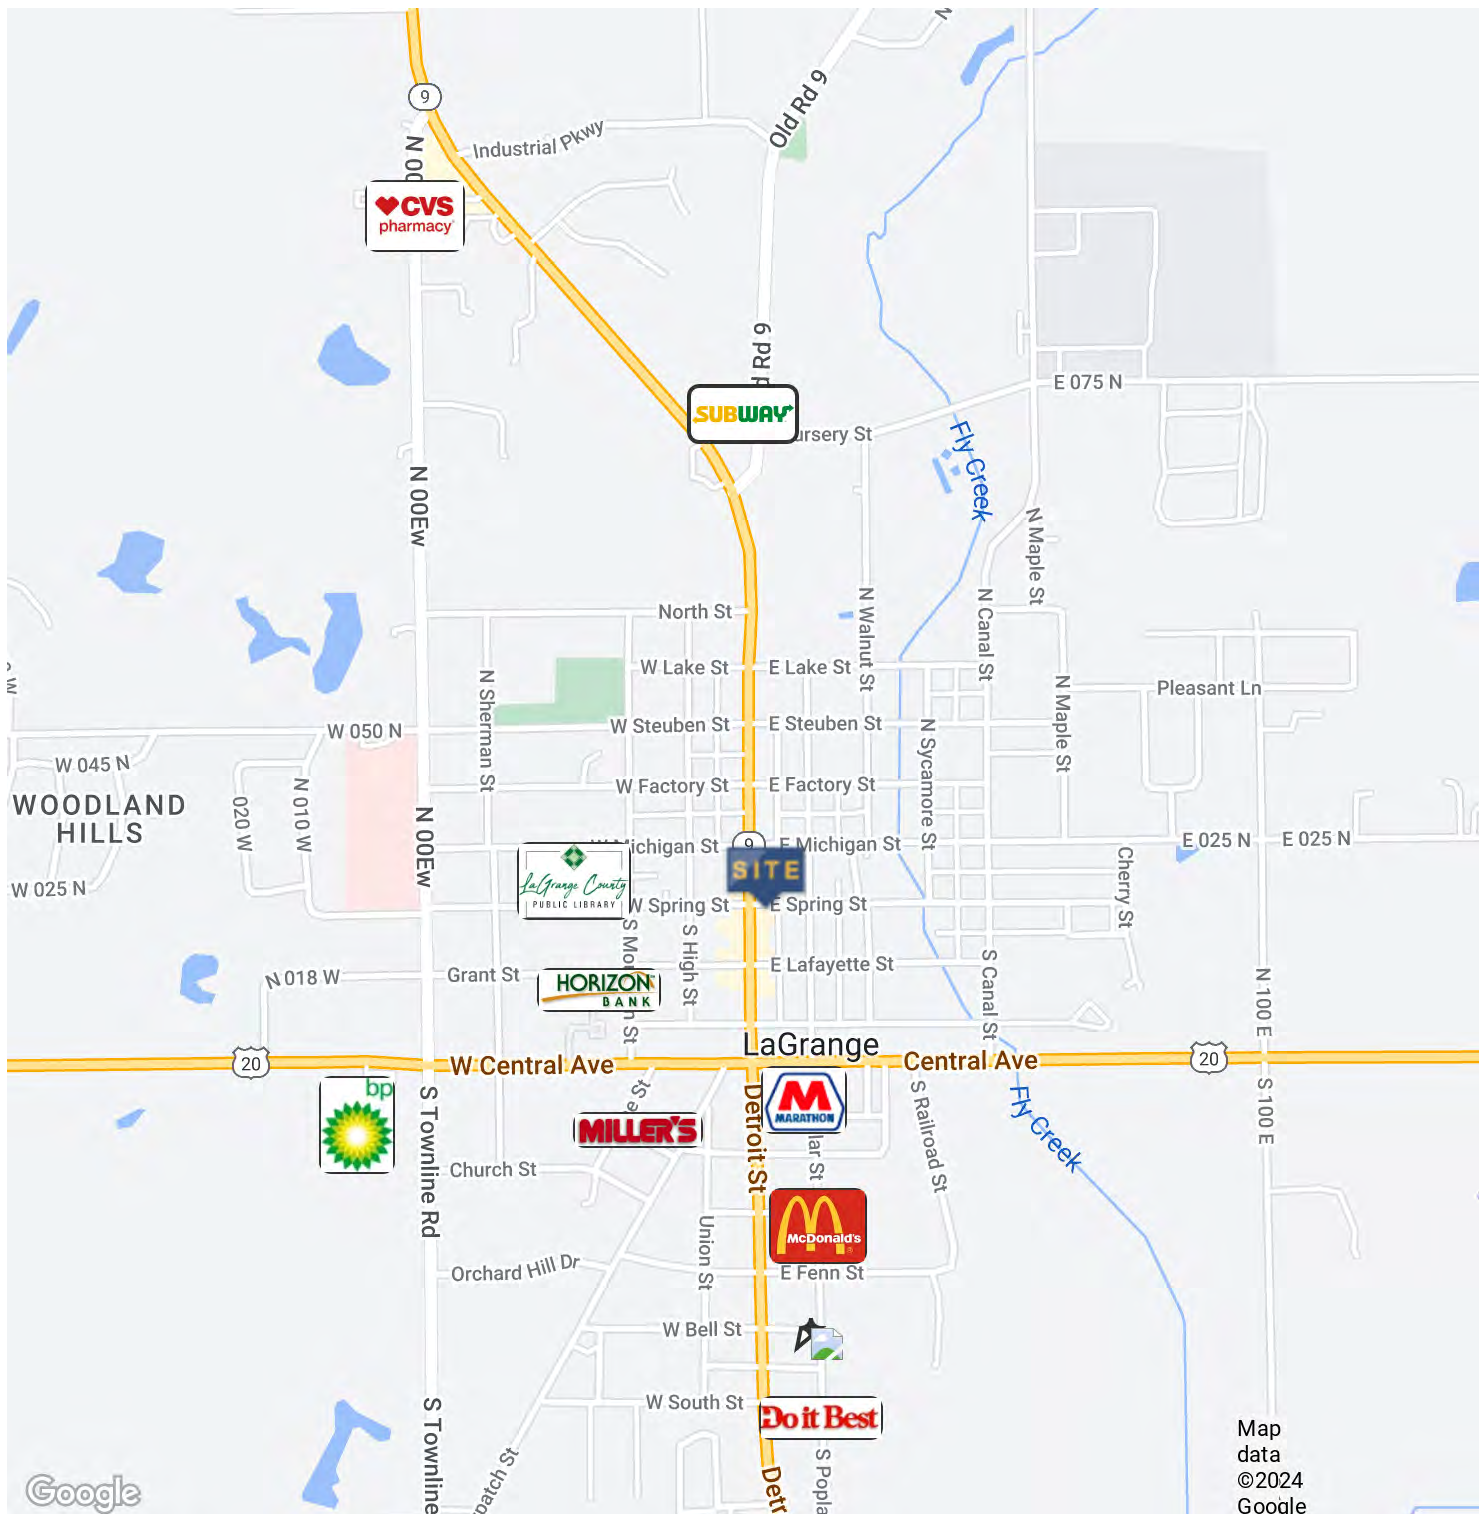 N
Old Rd 9
9
Industrial Pkwy
CVS
pharmacy
SUBWAY
E 075 N
Fly Creek
N 00Ew
N Maple St
North St
N Walnut St
N Canal St
W Lake St
E Lake St
N Sherman St
N Maple St
Pleasant Ln
W 050 N
W Steuben St
E Steuben St
N Sycamore St
W 045 N
WOODLAND
HILLS
020 W
N 010 W
N 00Ew
W Factory St
E Factory St
W Michigan St
9
E Michigan St
E 025 N
E 025 N
SITE
LaGrange County
PUBLIC LIBRARY
W 025 N
W Spring St
E Spring St
Cherry St
S High St
N 018 W
Grant St
E Lafayette St
S Canal St
N 100 E
HORIZON
BANK
LaGrange
20
W Central Ave
Central Ave
20
bp
S Townline Rd
MILLER'S
Detroit St
MARATHON
S Railroad St
Fly Creek
S 100 E
Church St
McDonald's
Union St
Orchard Hill Dr
E Fenn St
W Bell St
W South St
Do it Best
S Townline
Map
data
©2024
Google
Google